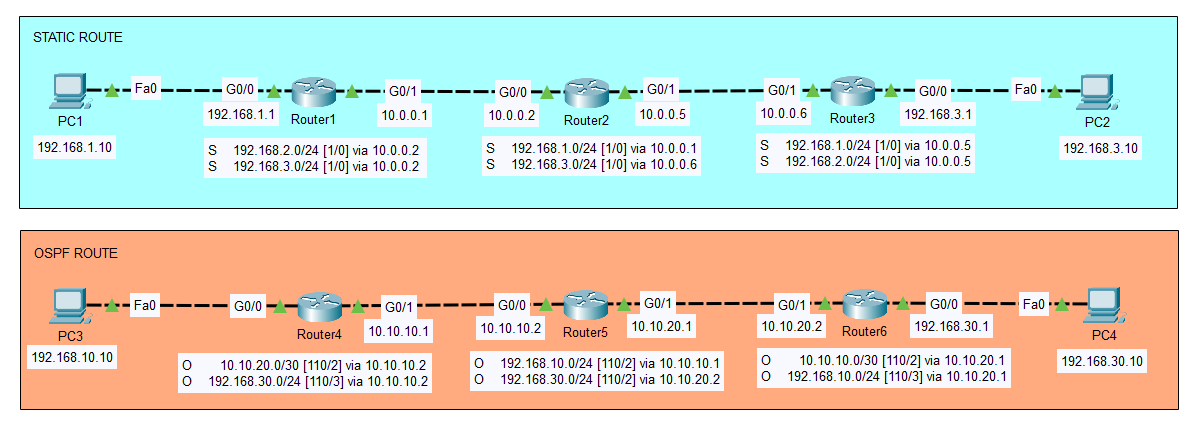 STATIC ROUTE
PC1
192.168.1.10
Fa0
G0/0
192.168.1.1
Router1
G0/1
10.0.0.1
S 192.168.2.0/24 [1/0] via 10.0.0.2
S 192.168.3.0/24 [1/0] via 10.0.0.2
G0/0
10.0.0.2
Router2
G0/1
10.0.0.5
S 192.168.1.0/24 [1/0] via 10.0.0.1
S 192.168.3.0/24 [1/0] via 10.0.0.6
G0/1
10.0.0.6
Router3
G0/0
192.168.3.1
S 192.168.1.0/24 [1/0] via 10.0.0.5
S 192.168.2.0/24 [1/0] via 10.0.0.5
Fa0
PC2
192.168.3.10
OSPF ROUTE
PC3
192.168.10.10
Fa0
G0/0
Router4
G0/1
10.10.10.1
O 10.10.20.0/30 [110/2] via 10.10.10.2
O 192.168.30.0/24 [110/3] via 10.10.10.2
G0/0
10.10.10.2
Router5
G0/1
10.10.20.1
O 192.168.10.0/24 [110/2] via 10.10.10.1
O 192.168.30.0/24 [110/2] via 10.10.20.2
G0/1
10.10.20.2
Router6
G0/0
192.168.30.1
O 10.10.10.0/30 [110/2] via 10.10.20.1
O 192.168.10.0/24 [110/3] via 10.10.20.1
Fa0
PC4
192.168.30.10